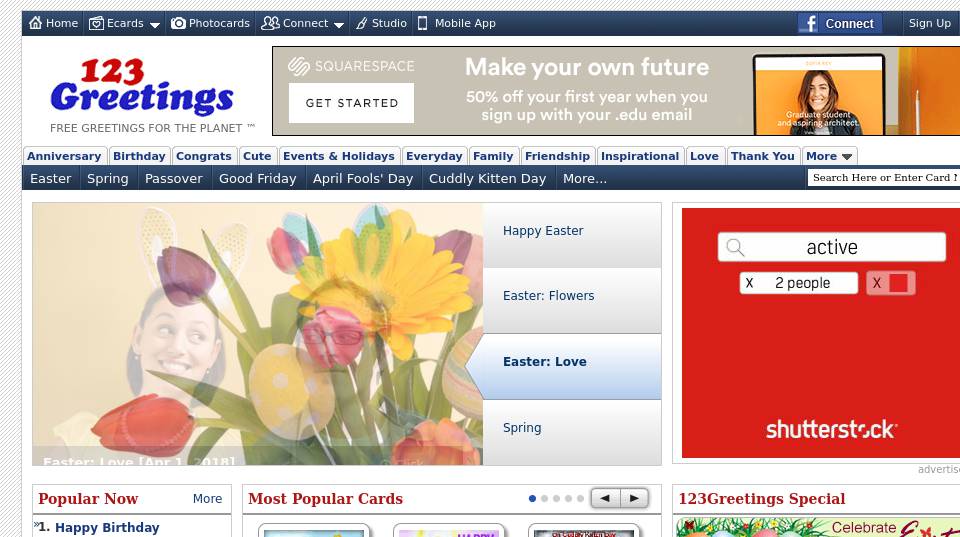 Home Ecards Photocards Connect Studio Mobile App Connect Sign Up
123
Greetings
FREE GREETINGS FOR THE PLANET ™
SQUARESPACE
GET STARTED
Make your own future
50% off your first year when you
sign up with your .edu email
Graduate student
and aspiring architect.
Anniversary Birthday Congrats Cute Events & Holidays Everyday Family Friendship Inspirational Love Thank You More
Easter Spring Passover Good Friday April Fools' Day Cuddly Kitten Day More...
Search Here or Enter Card
Happy Easter
Easter: Flowers
Easter: Love
Spring
Easter: Love [Apr 1, 2018]
active
X 2 people X
shutterstock
Popular Now More
1. Happy Birthday
Most Popular Cards
123Greetings Special
HAPPY
On Cuddly Kitten Day
Celebrate